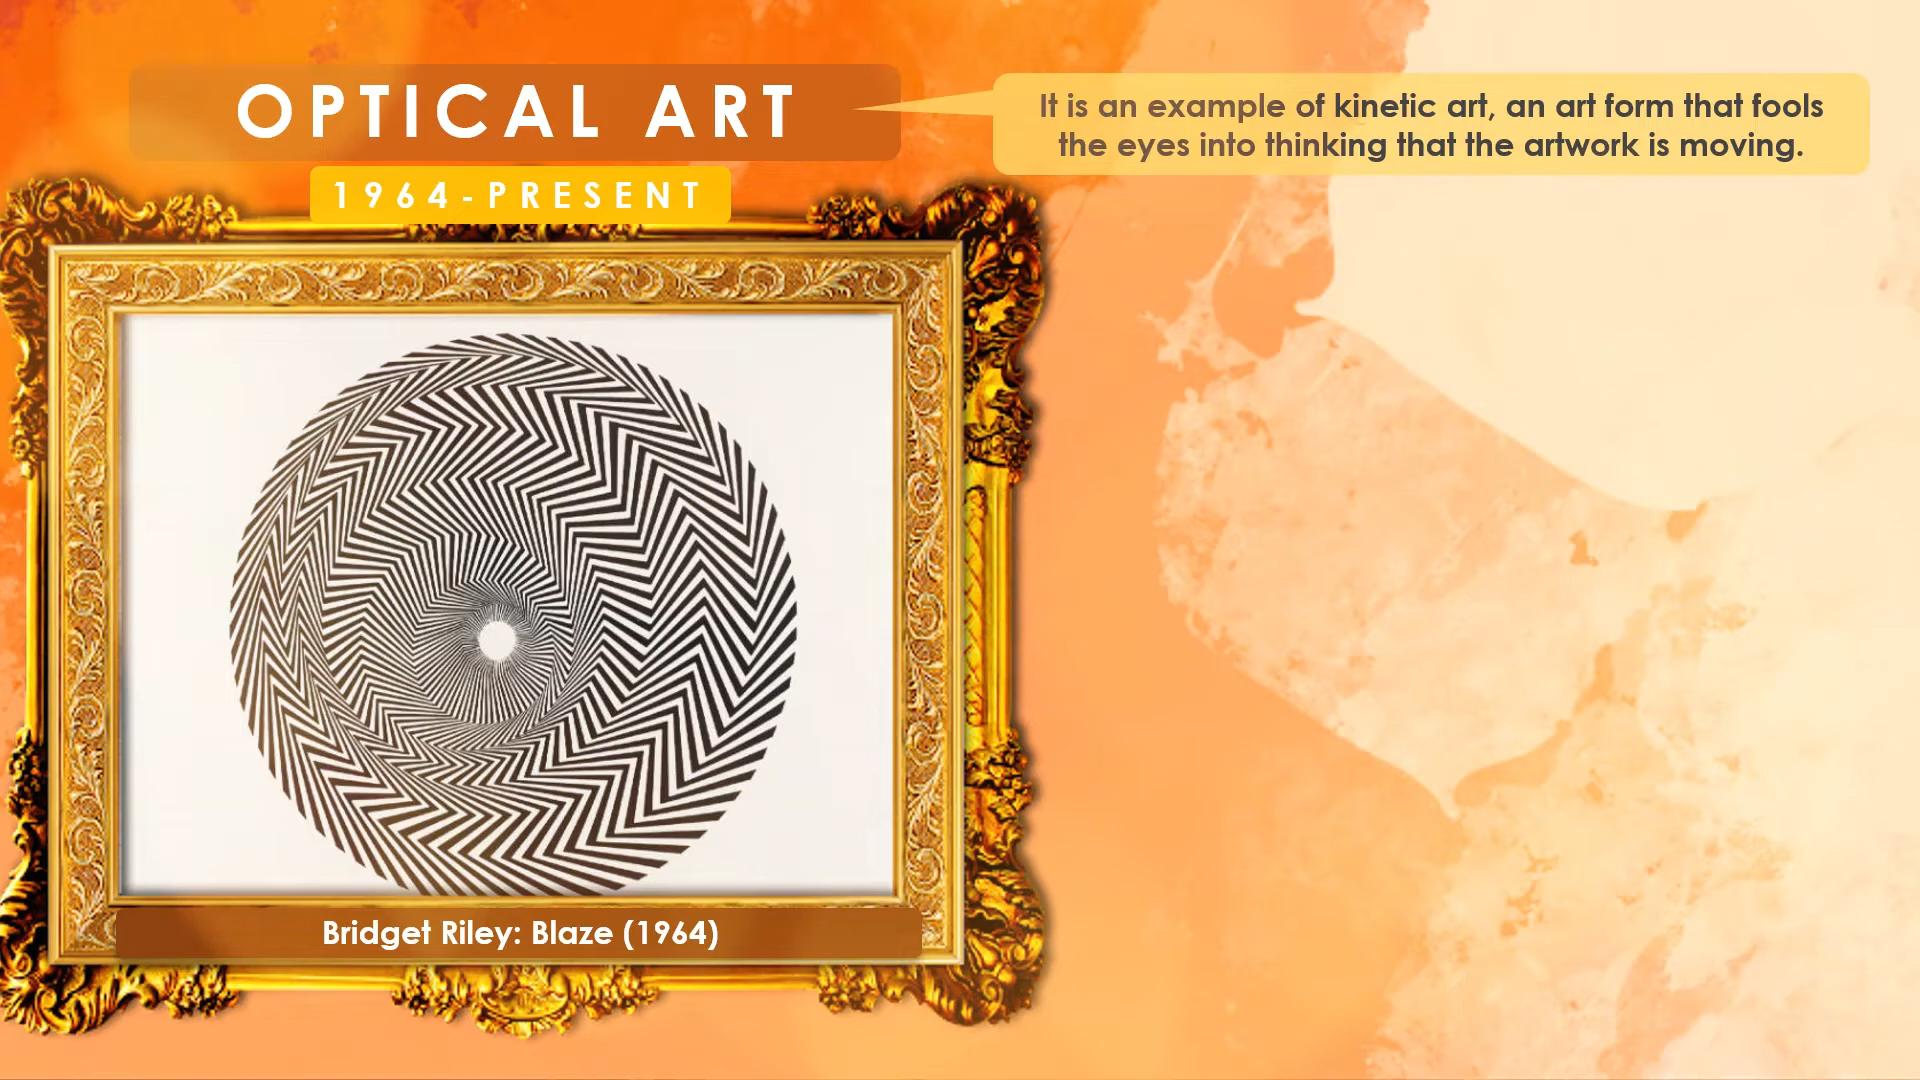 OPTICAL ART
1964-PRESENT
It is an example of kinetic art, an art form that fools
the eyes into thinking that the artwork is moving.
Bridget Riley: Blaze (1964)